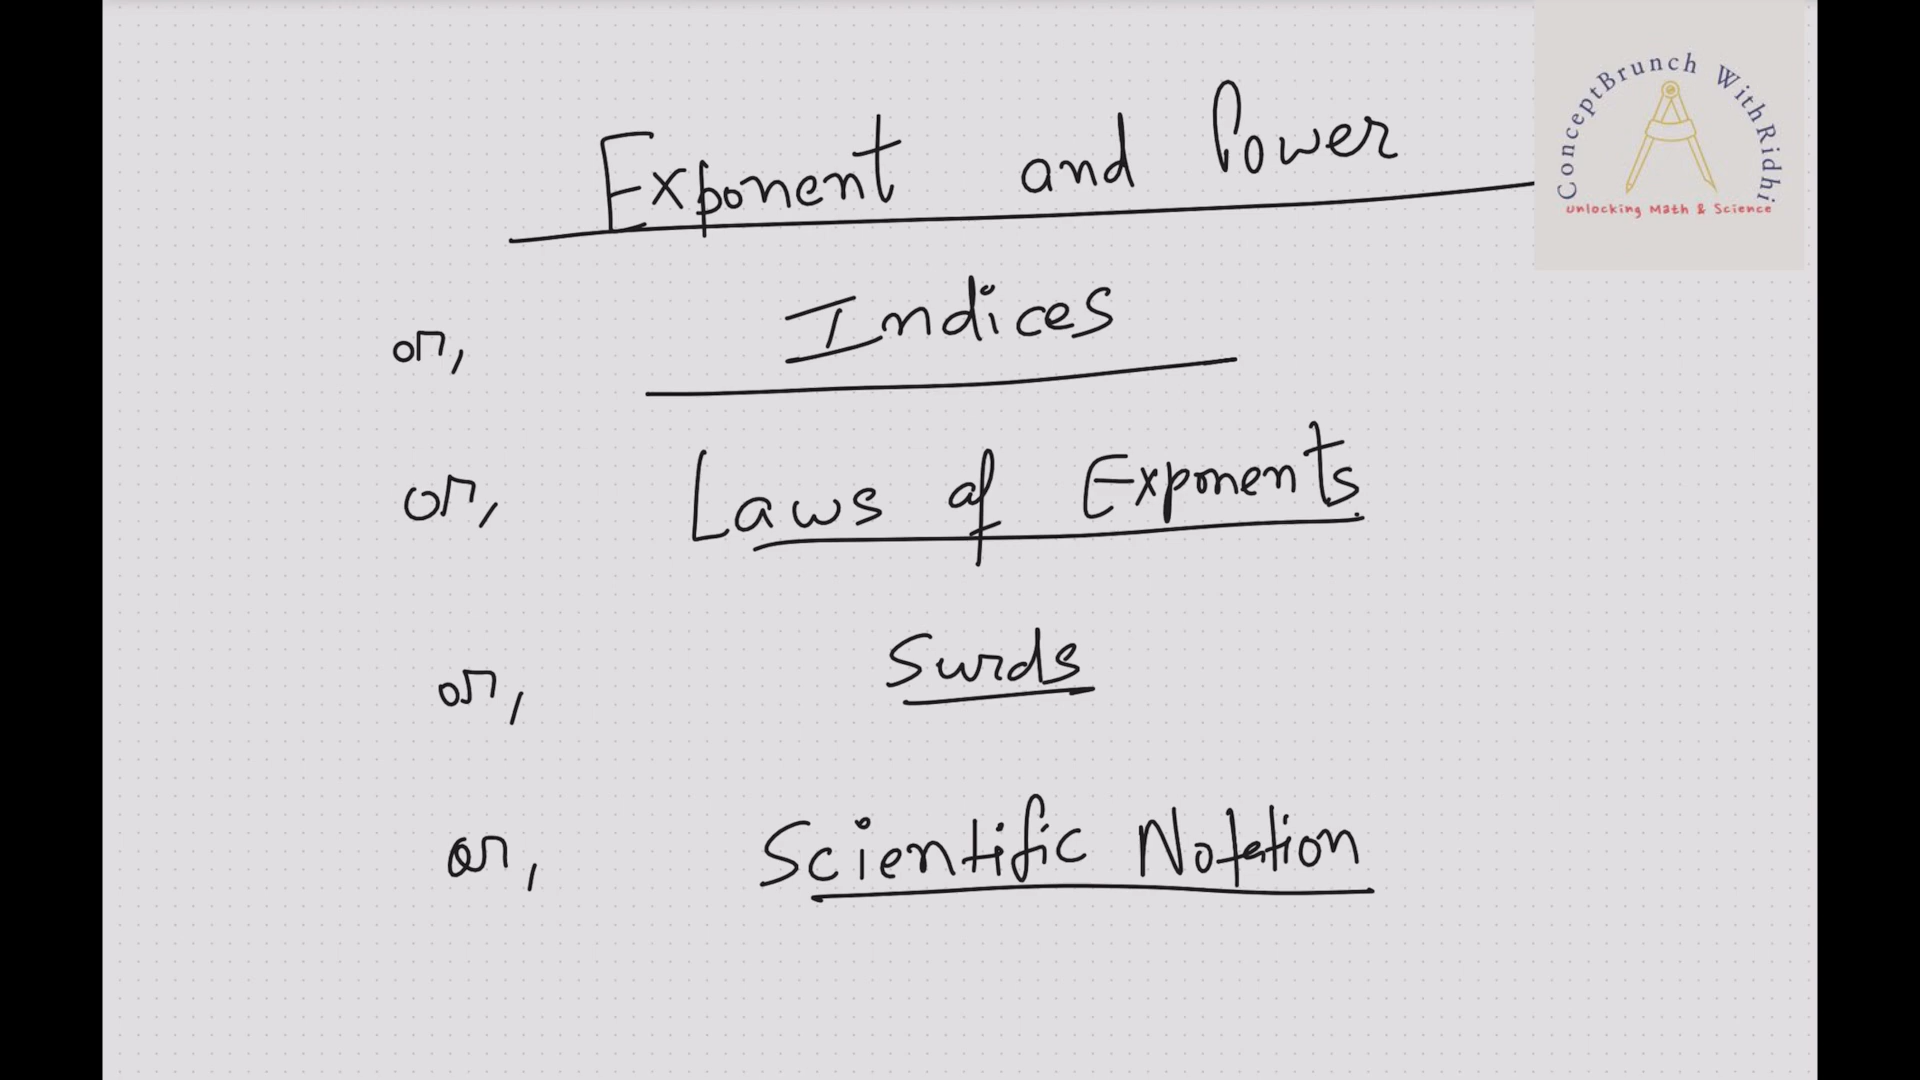 Exponent and Power
or, Indices
or, Laws of Exponents
or, Surds
or, Scientific Notation
ConceptBrunch WithRidhi
Unlocking Math & Science